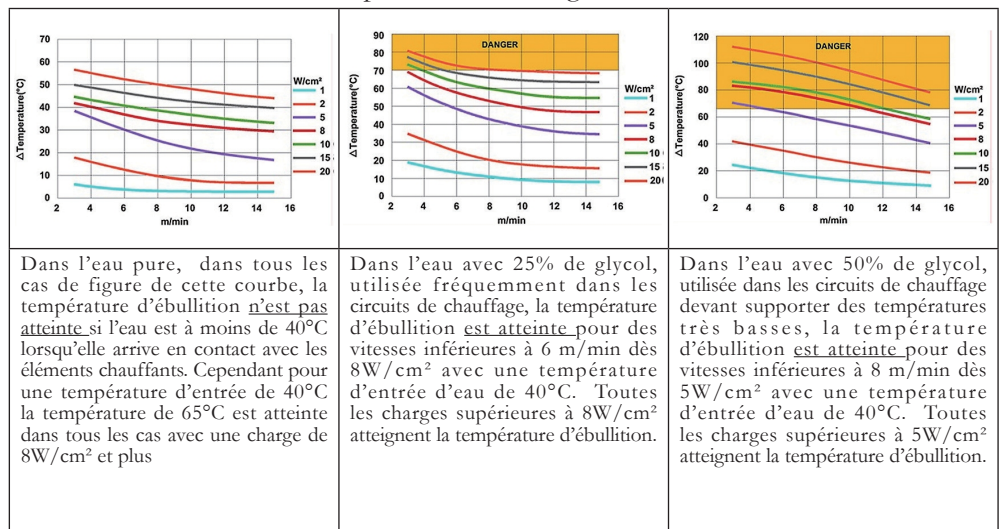 70
60
50
40
30
20
10
0
ΔTemperature(°C)
2 4 6 8 10 12 14 16
m/min
W/cm²
1
2
5
8
10
15
20
90
80
70
60
50
40
30
20
10
0
ΔTemperature(°C)
DANGER
2 4 6 8 10 12 14 16
m/min
W/cm²
1
2
5
8
10
15
20
120
100
80
60
40
20
0
ΔTemperature(°C)
DANGER
2 4 6 8 10 12 14 16
m/min
W/cm²
1
2
5
8
10
15
20
Dans l'eau pure, dans tous les
cas de figure de cette courbe, la
température d'ébullition n'est pas
atteinte si l'eau est à moins de 40°C
lorsqu'elle arrive en contact avec les
éléments chauffants. Cependant pour
une température d'entrée de 40°C
la température de 65°C est atteinte
dans tous les cas avec une charge de
8W/cm² et plus
Dans l'eau avec 25% de glycol,
utilisée fréquemment dans les
circuits de chauffage, la température
d'ébullition est atteinte pour des
vitesses inférieures à 6 m/min dès
8W/cm² avec une température
d'entrée d'eau de 40°C. Toutes
les charges supérieures à 8W/cm²
atteignent la température d'ébullition.
Dans l'eau avec 50% de glycol,
utilisée dans les circuits de chauffage
devant supporter des températures
très basses, la température
d'ébullition est atteinte pour des
vitesses inférieures à 8 m/min dès
5W/cm² avec une température
d'entrée d'eau de 40°C. Toutes
les charges supérieures à 5W/cm²
atteignent la température d'ébullition.